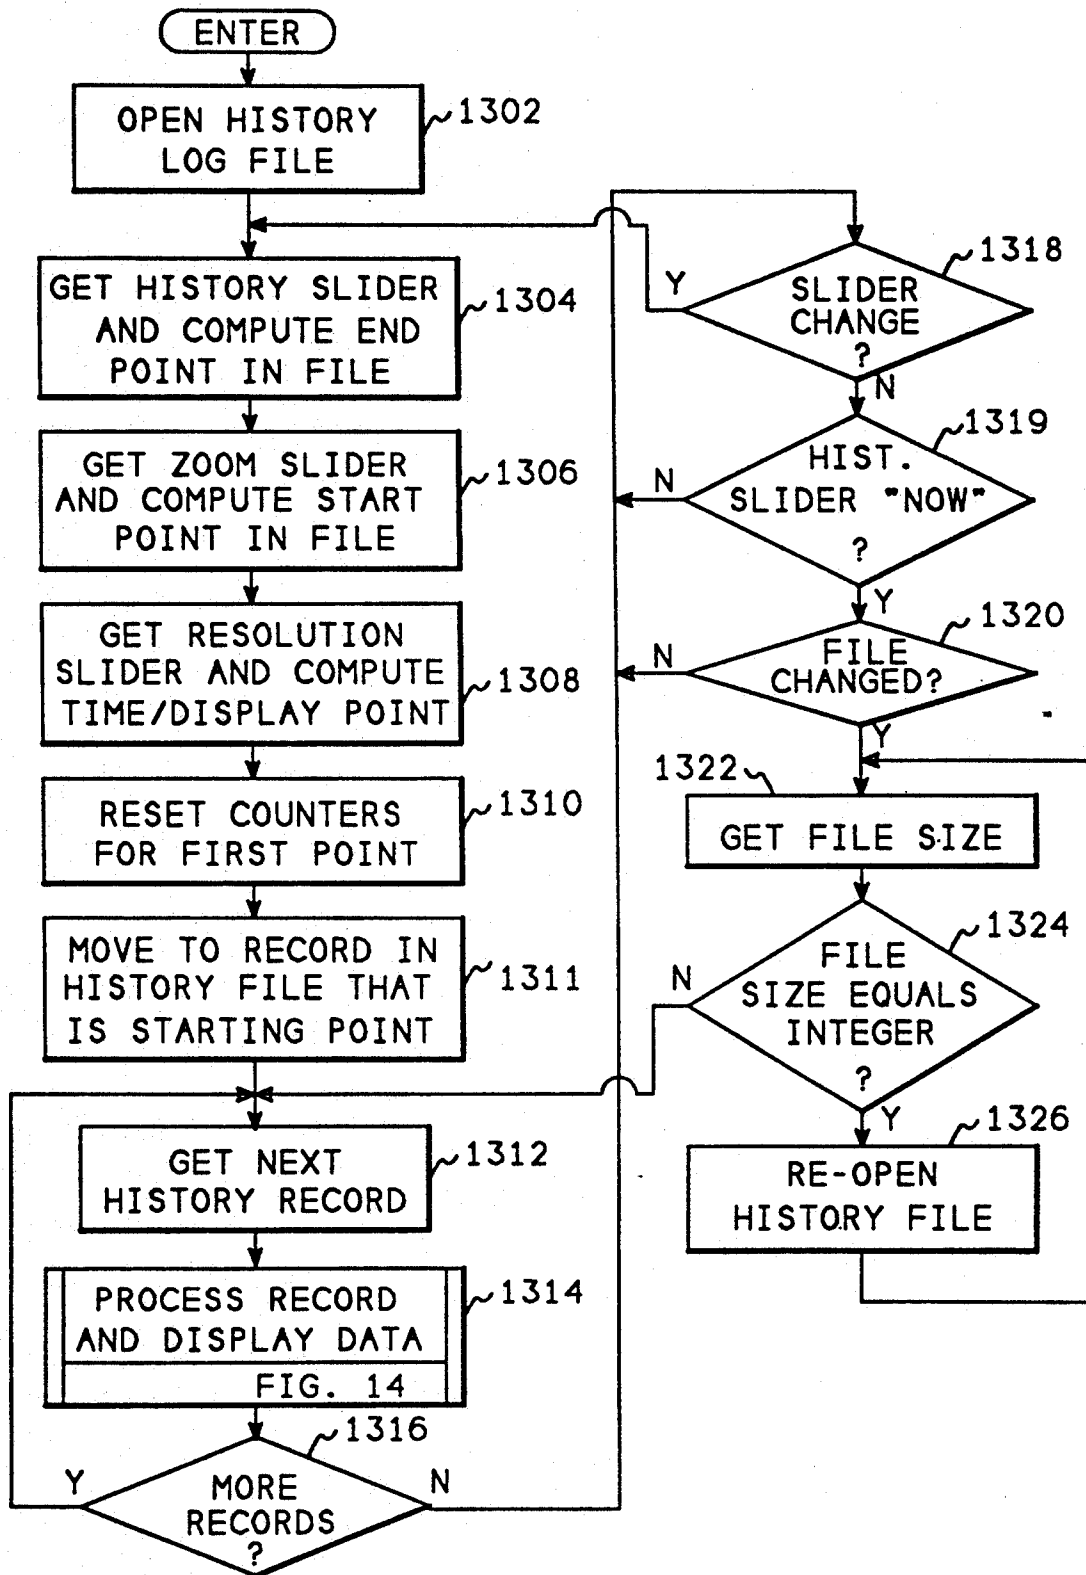 ENTER
OPEN HISTORY
LOG FILE
1302
GET HISTORY SLIDER
AND COMPUTE END
POINT IN FILE
1304
GET ZOOM SLIDER
AND COMPUTE START
POINT IN FILE
1306
GET RESOLUTION
SLIDER AND COMPUTE
TIME/DISPLAY POINT
1308
RESET COUNTERS
FOR FIRST POINT
1310
MOVE TO RECORD IN
HISTORY FILE THAT
IS STARTING POINT
1311
GET NEXT
HISTORY RECORD
1312
PROCESS RECORD
AND DISPLAY DATA
FIG. 14
1314
1316
Y
MORE
RECORDS
?
N
1318
Y
SLIDER
CHANGE
?
N
1319
N
HIST.
SLIDER "NOW"
?
Y
1320
N
FILE
CHANGED?
Y
1322
GET FILE SIZE
1324
N
FILE
SIZE EQUALS
INTEGER
?
Y
1326
RE-OPEN
HISTORY FILE